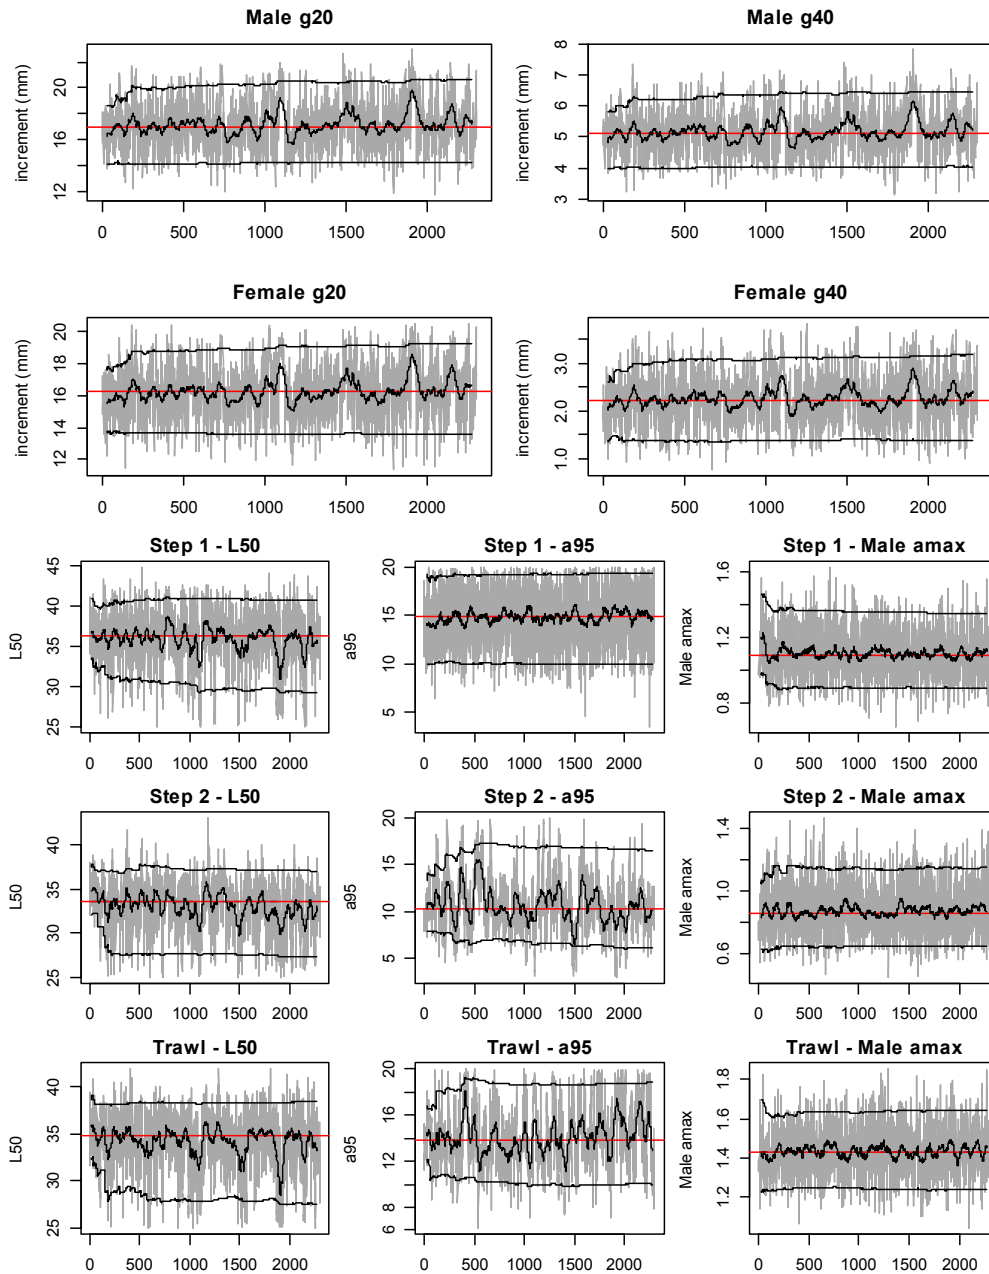 Male g20
Male g40
increment (mm)
12 14 16 18 20
0 500 1000 1500 2000
increment (mm)
3 4 5 6 7 8
0 500 1000 1500 2000
Female g20
Female g40
increment (mm)
12 14 16 18 20
0 500 1000 1500 2000
increment (mm)
1.0 2.0 3.0
0 500 1000 1500 2000
Step 1 - L50
Step 1 - a95
Step 1 - Male amax
L50
25 30 35 40 45
0 500 1000 1500 2000
a95
5 10 15 20
0 500 1000 1500 2000
Male amax
0.8 1.2 1.6
0 500 1000 1500 2000
Step 2 - L50
Step 2 - a95
Step 2 - Male amax
L50
25 30 35 40
0 500 1000 1500 2000
a95
5 10 15 20
0 500 1000 1500 2000
Male amax
0.6 1.0 1.4
0 500 1000 1500 2000
Trawl - L50
Trawl - a95
Trawl - Male amax
L50
25 30 35 40
0 500 1000 1500 2000
a95
6 8 12 16 20
0 500 1000 1500 2000
Male amax
1.2 1.4 1.6 1.8
0 500 1000 1500 2000